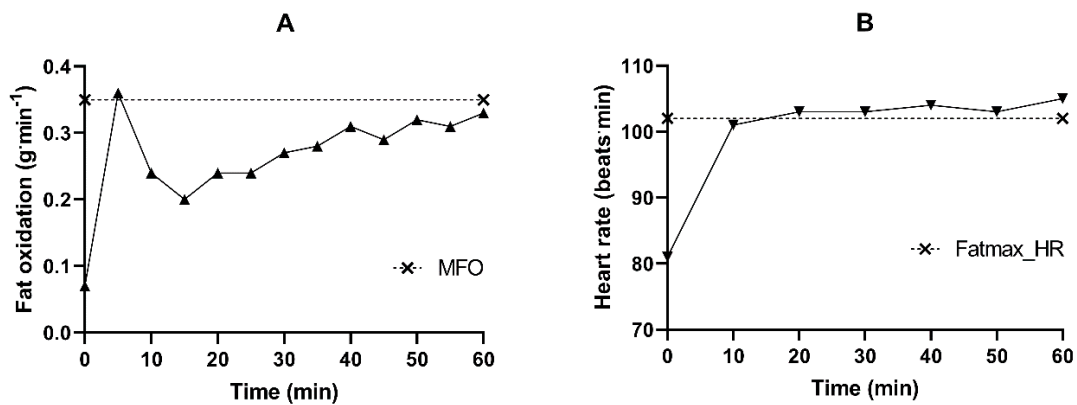 A
Fat oxidation (g·min⁻¹)
0.4
0.3
0.2
0.1
0.0
0 10 20 30 40 50 60
Time (min)
MFO
B
Heart rate (beats·min)
110
100
90
80
70
0 10 20 30 40 50 60
Time (min)
Fatmax_HR